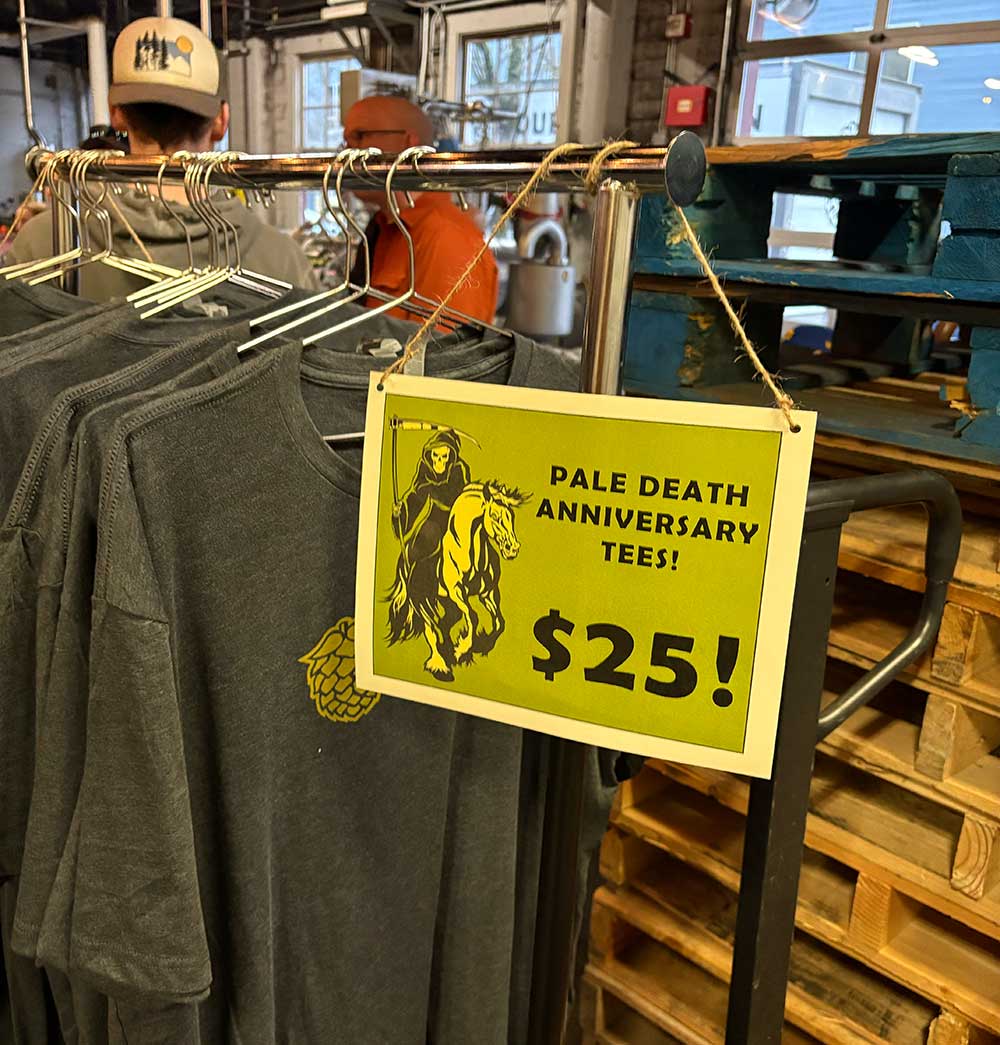 PALE DEATH
ANNIVERSARY
TEES!
$25!